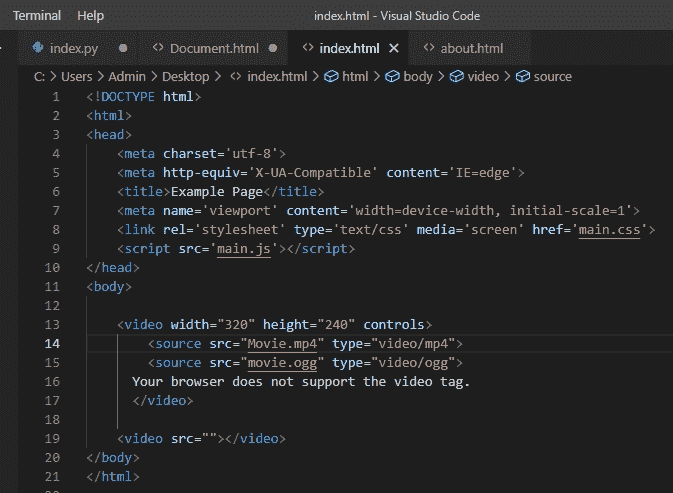 Terminal Help index.html - Visual Studio Code
index.py Document.html index.html about.html
C: > Users > Admin > Desktop > index.html > html > body > video > source
1 <!DOCTYPE html>
2 <html>
3 <head>
4 <meta charset='utf-8'>
5 <meta http-equiv='X-UA-Compatible' content='IE=edge'>
6 <title>Example Page</title>
7 <meta name='viewport' content='width=device-width, initial-scale=1'>
8 <link rel='stylesheet' type='text/css' media='screen' href='main.css'>
9 <script src='main.js'></script>
10 </head>
11 <body>
12
13 <video width="320" height="240" controls>
14 <source src="Movie.mp4" type="video/mp4">
15 <source src="movie.ogg" type="video/ogg">
16 Your browser does not support the video tag.
17 </video>
18
19 <video src=""></video>
20 </body>
21 </html>